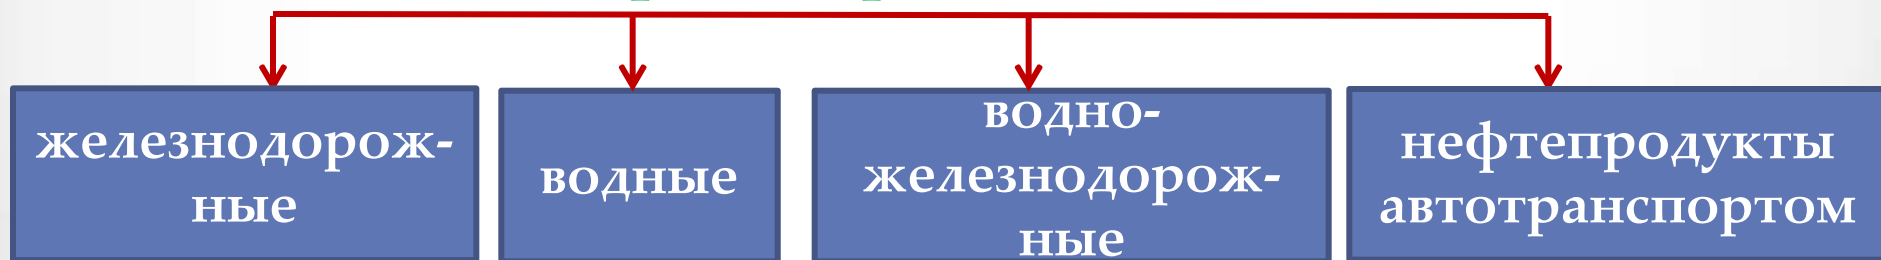 железнодорож-
ные
водные
водно-
железнодорож-
ные
нефтепродукты
автотранспортом